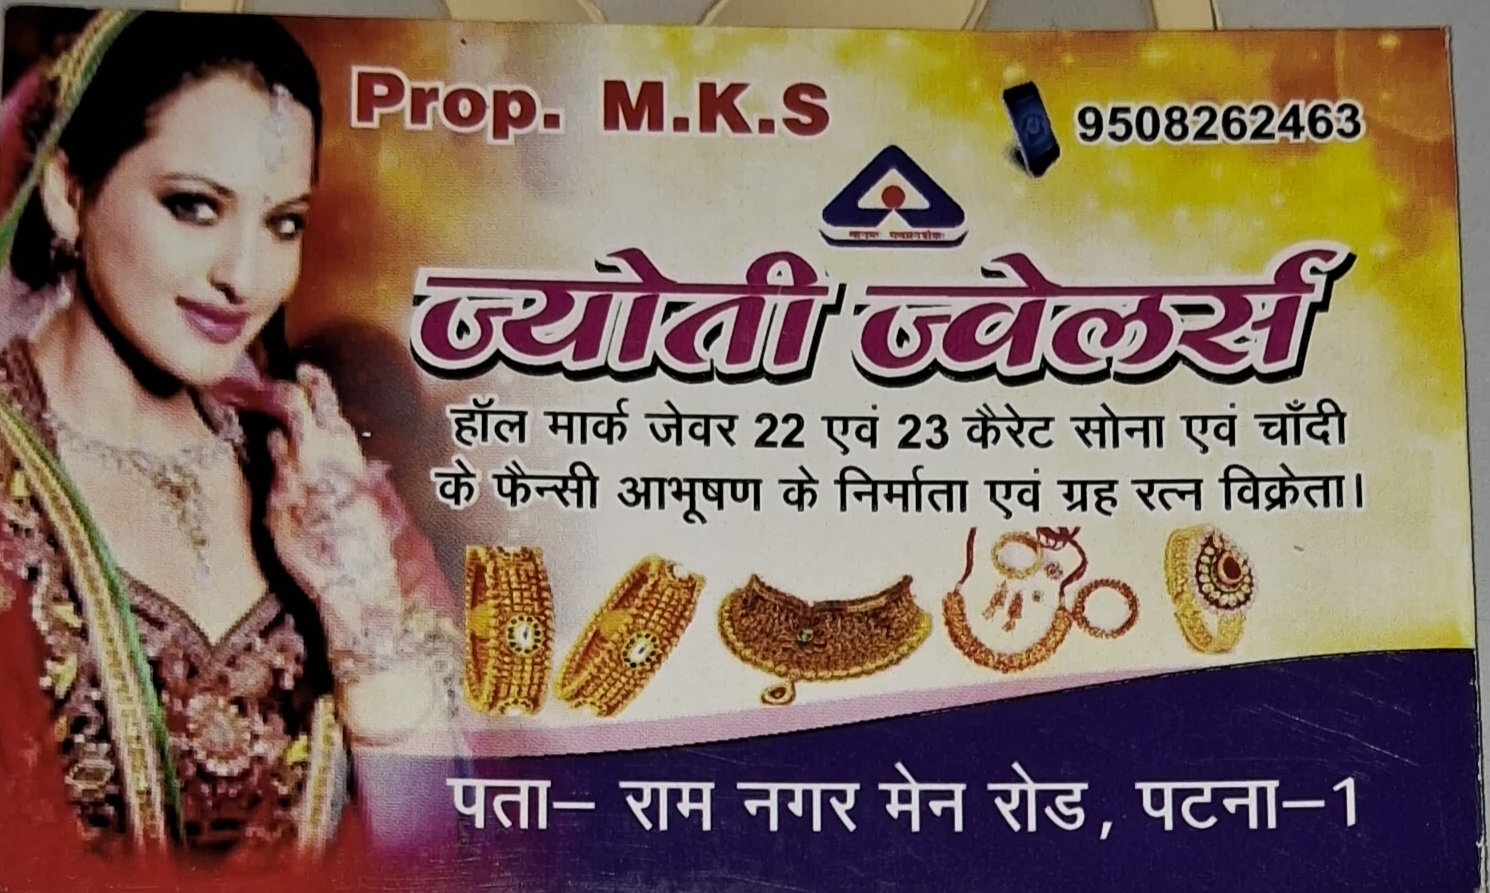 Prop. M.K.S
9508262463
ज्योती ज्वेलर्स
हॉल मार्क जेवर 22 एवं 23 कैरेट सोना एवं चाँदी
के फैन्सी आभूषण के निर्माता एवं ग्रह रत्न विक्रेता।
पता– राम नगर मेन रोड, पटना–1